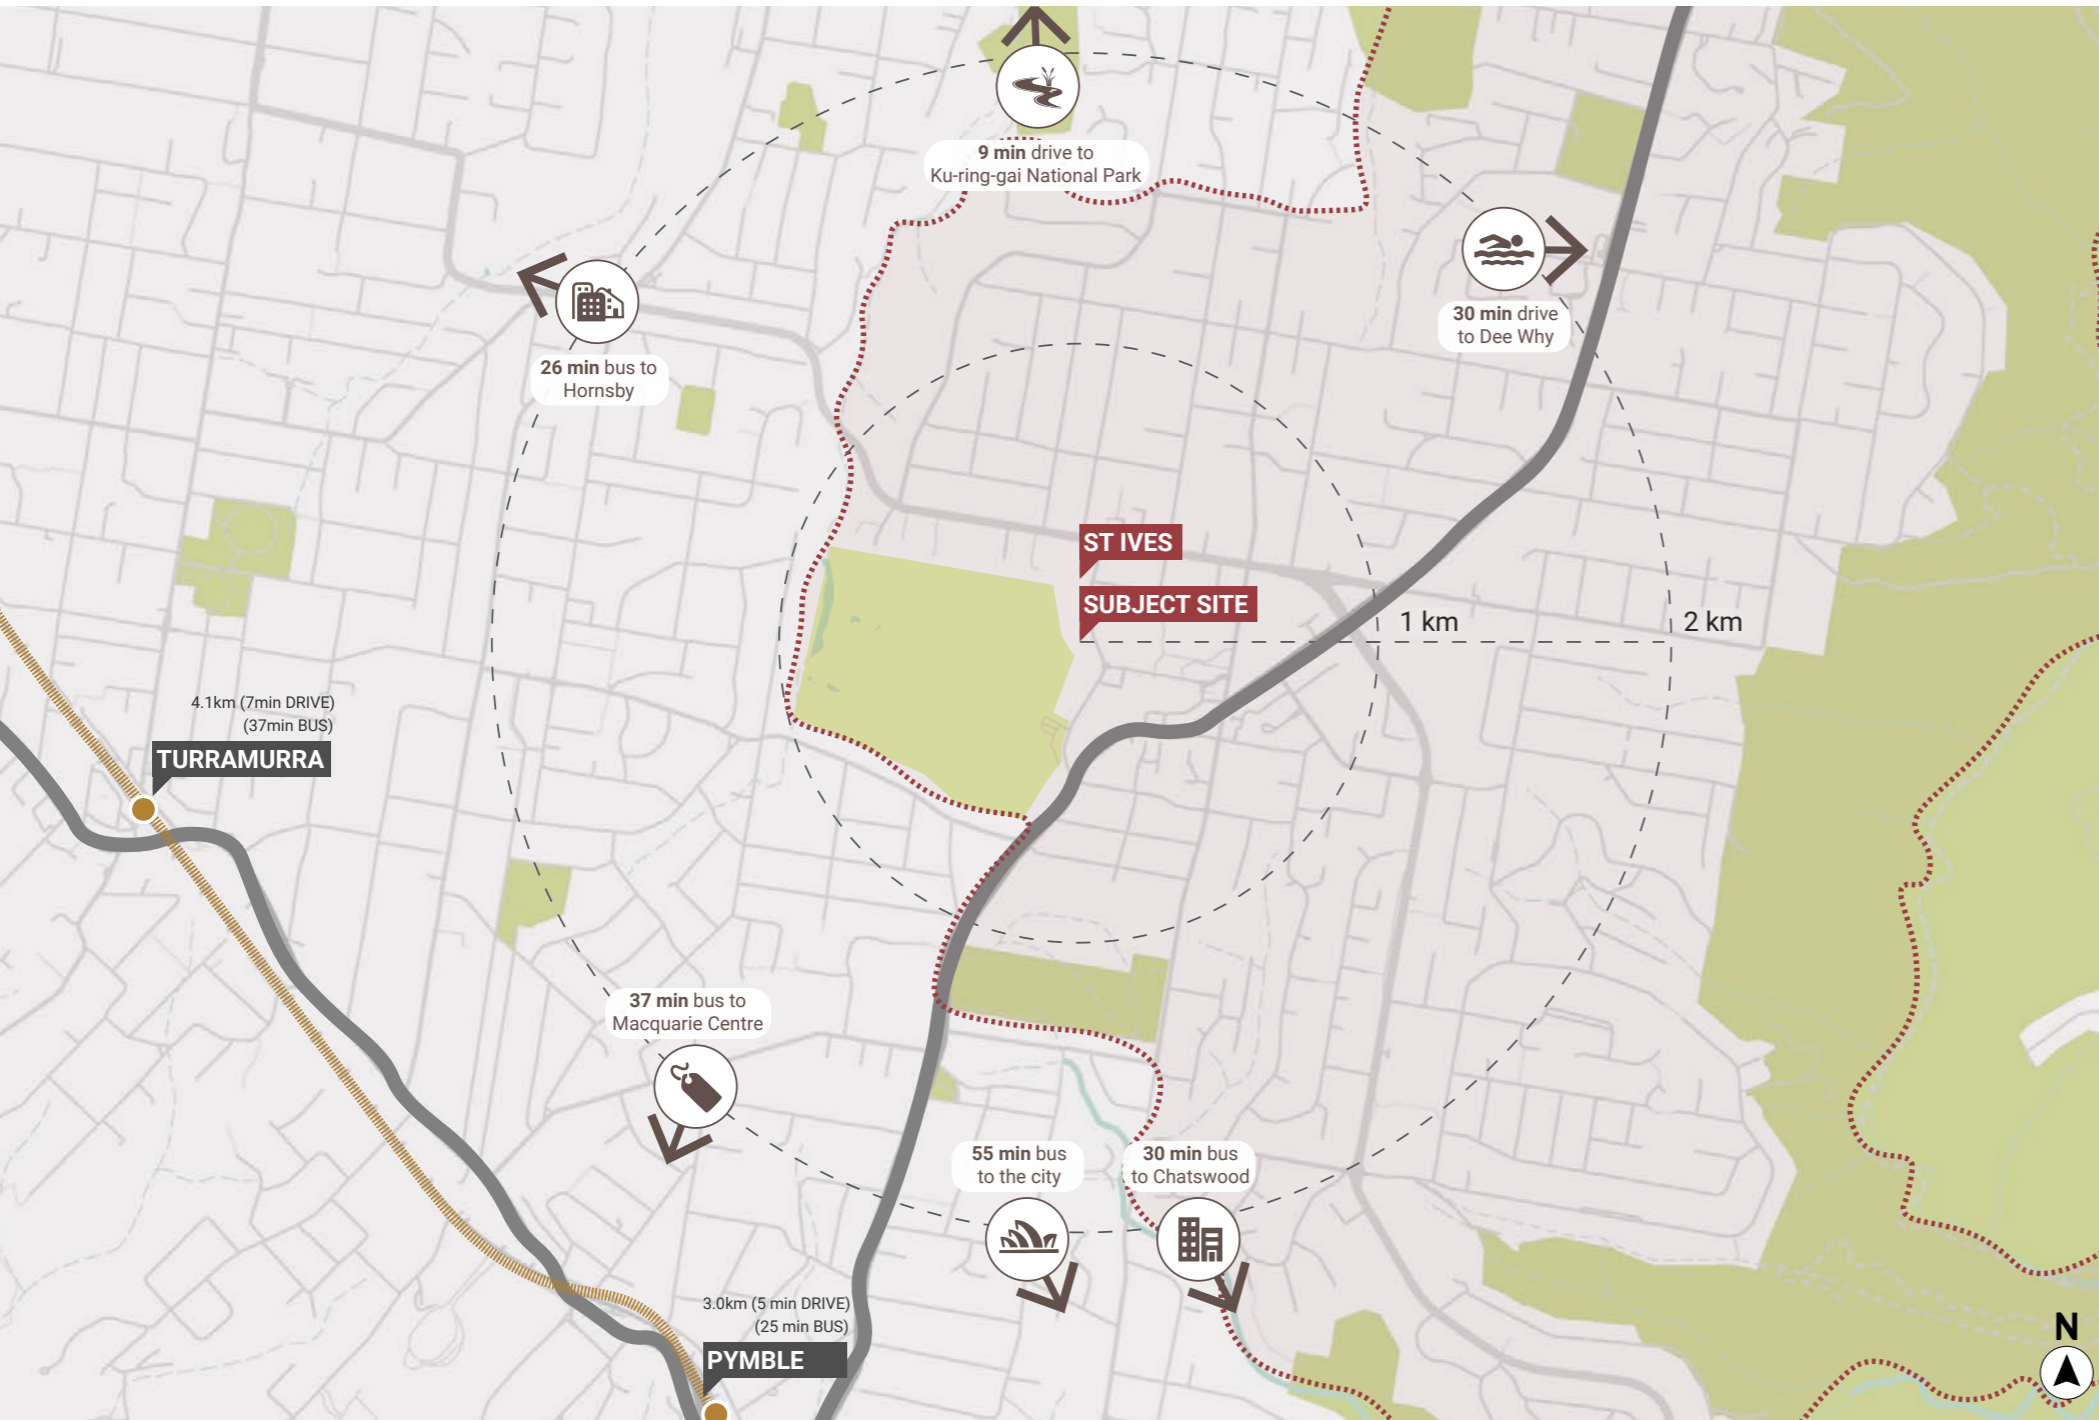 9 min drive to
Ku-ring-gai National Park
30 min drive
to Dee Why
26 min bus to
Hornsby
ST IVES
SUBJECT SITE
1 km
2 km
4.1km (7min DRIVE)
(37min BUS)
TURRAMURRA
37 min bus to
Macquarie Centre
55 min bus
to the city
30 min bus
to Chatswood
3.0km (5 min DRIVE)
(25 min BUS)
PYMBLE
N